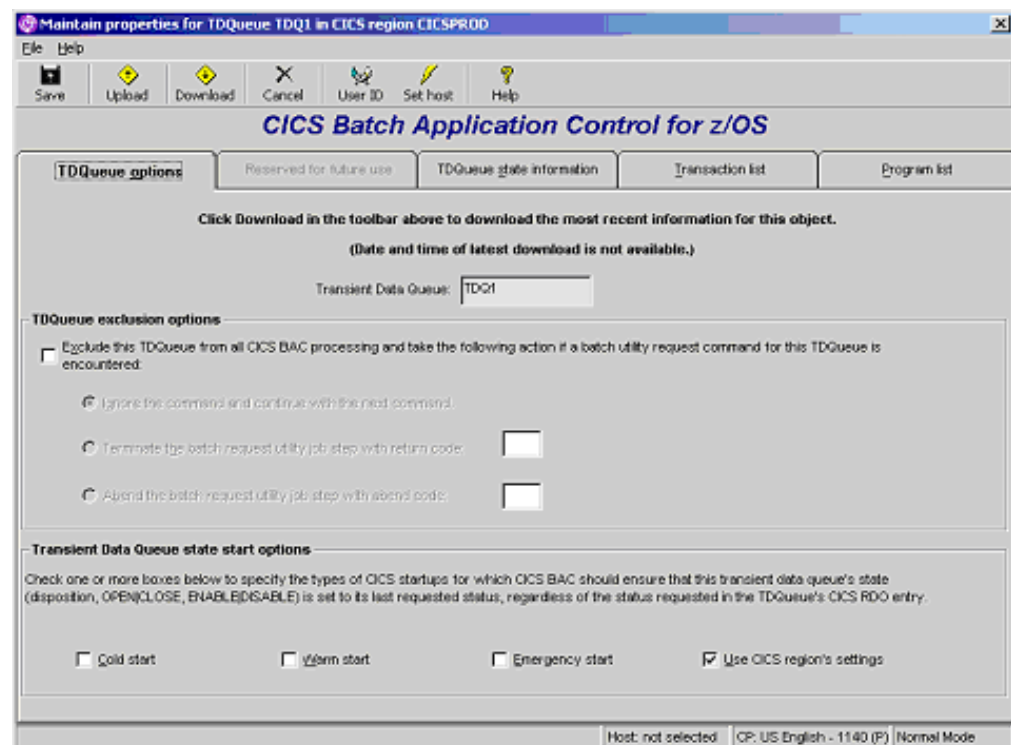 Maintain properties for TDQueue TDQ1 in CICS region CICSPROD
File Help
Save Upload Download Cancel User ID Set host Help
CICS Batch Application Control for z/OS
TDQueue options Reserved for future use TDQueue state information Transaction list Program list
Click Download in the toolbar above to download the most recent information for this object.
(Date and time of latest download is not available.)
Transient Data Queue: TDQ1
TDQueue exclusion options
Exclude this TDQueue from all CICS BAC processing and take the following action if a batch utility request command for this TDQueue is
encountered:
Ignore the command and continue with the next command.
Terminate the batch request utility job step with return code:
Abend the batch request utility job step with abend code:
Transient Data Queue state start options
Check one or more boxes below to specify the types of CICS startups for which CICS BAC should ensure that this transient data queue's state
(disposition, OPEN|CLOSE, ENABLE|DISABLE) is set to its last requested status, regardless of the status requested in the TDQueue's CICS RDO entry.
Cold start Warm start Emergency start Use CICS region's settings
Host: not selected CP: US English - 1140 (P) Normal Mode